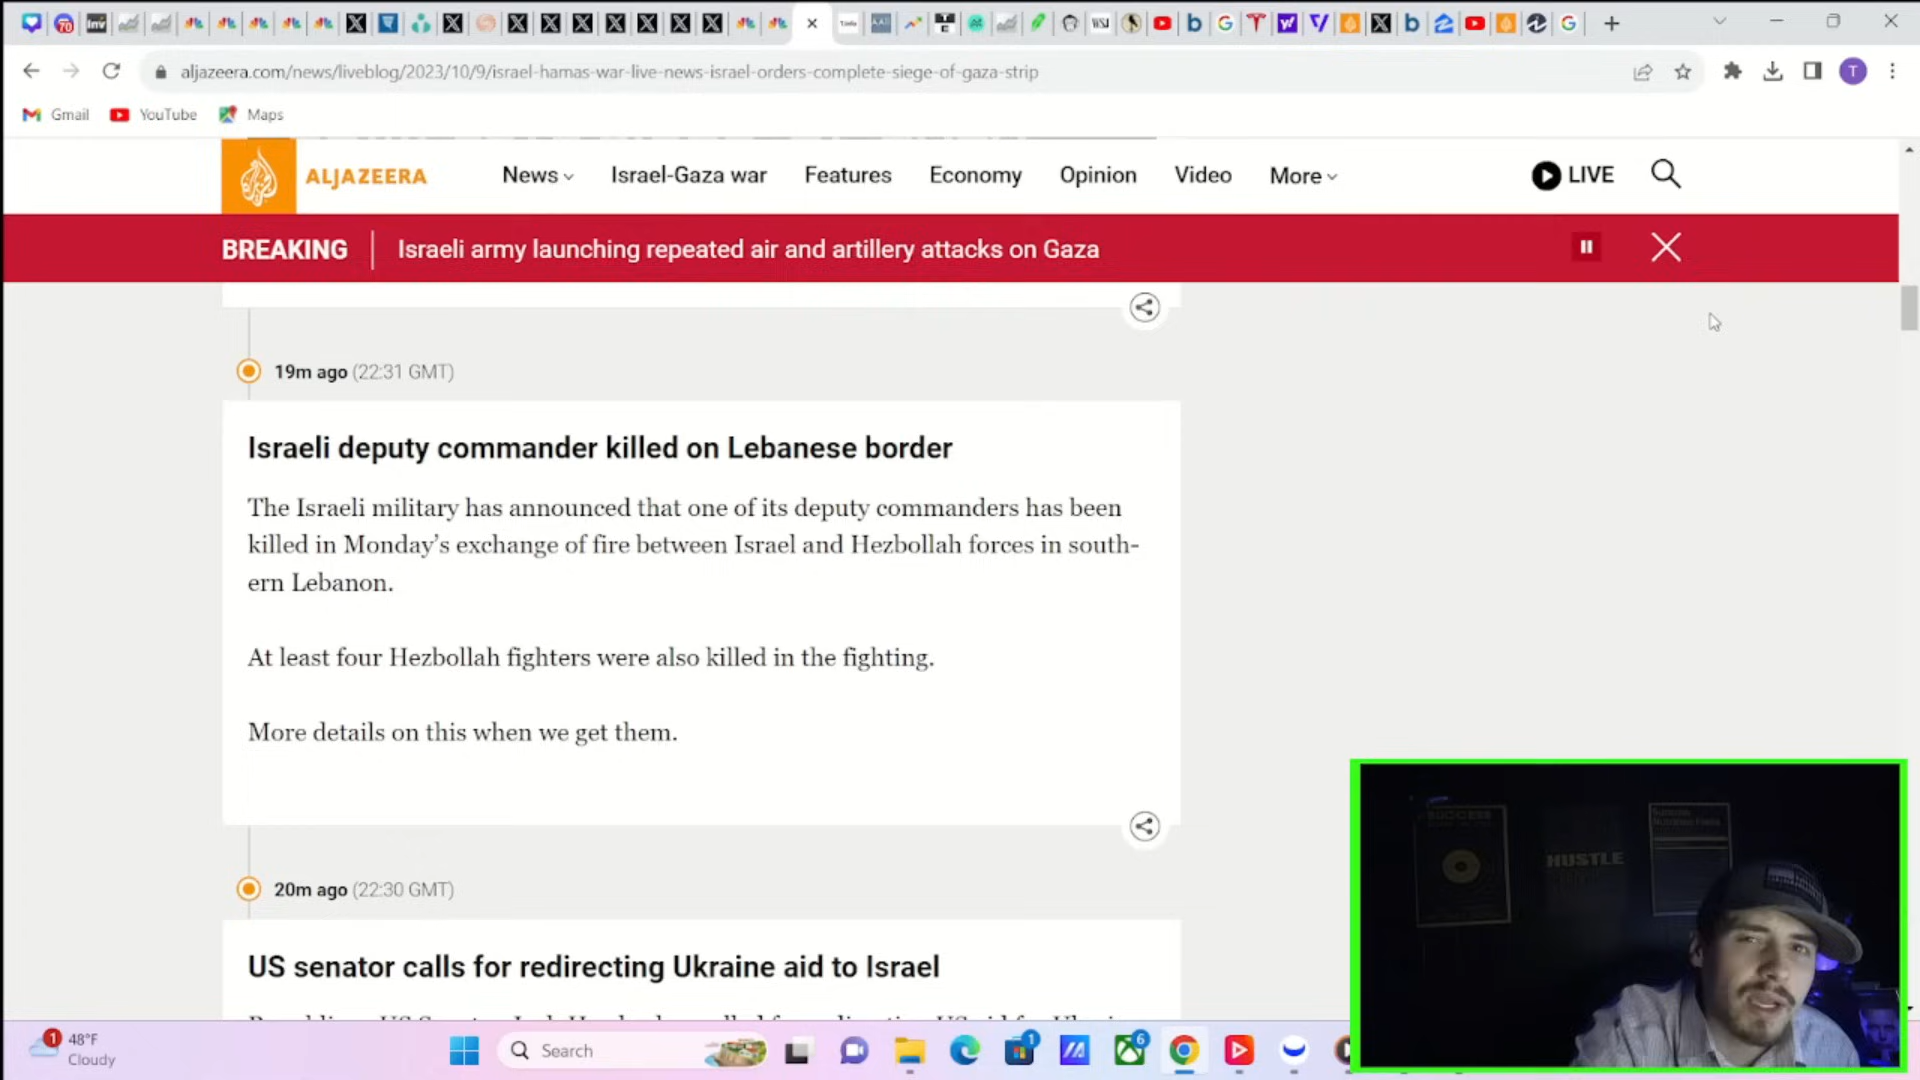 aljazeera.com/news/liveblog/2023/10/9/israel-hamas-war-live-news-israel-orders-complete-siege-of-gaza-strip
T
Gmail YouTube Maps
ALJAZEERA News Israel-Gaza war Features Economy Opinion Video More LIVE
BREAKING Israeli army launching repeated air and artillery attacks on Gaza
19m ago (22:31 GMT)
Israeli deputy commander killed on Lebanese border
The Israeli military has announced that one of its deputy commanders has been
killed in Monday's exchange of fire between Israel and Hezbollah forces in south-
ern Lebanon.
At least four Hezbollah fighters were also killed in the fighting.
More details on this when we get them.
20m ago (22:30 GMT)
US senator calls for redirecting Ukraine aid to Israel
SUCCESS
HUSTLE
1
48°F
Cloudy
Search
1
6